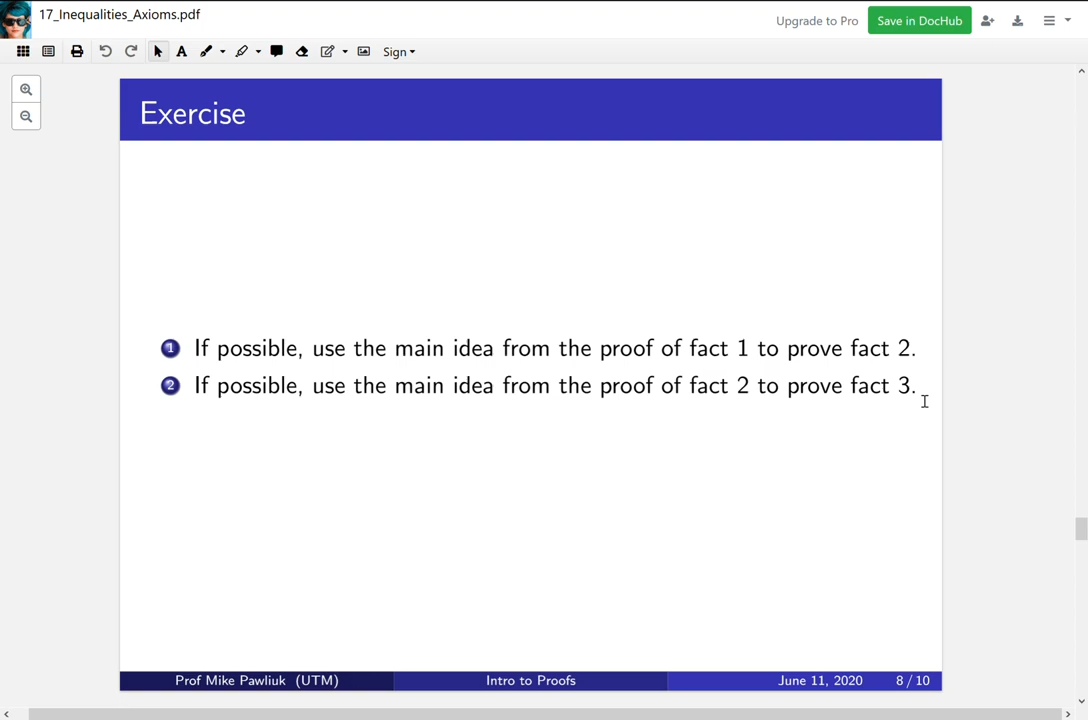 17_Inequalities_Axioms.pdf
Upgrade to Pro
Save in DocHub
A
Sign
Exercise
1 If possible, use the main idea from the proof of fact 1 to prove fact 2.
2 If possible, use the main idea from the proof of fact 2 to prove fact 3.
Prof Mike Pawliuk (UTM) Intro to Proofs June 11, 2020 8 / 10